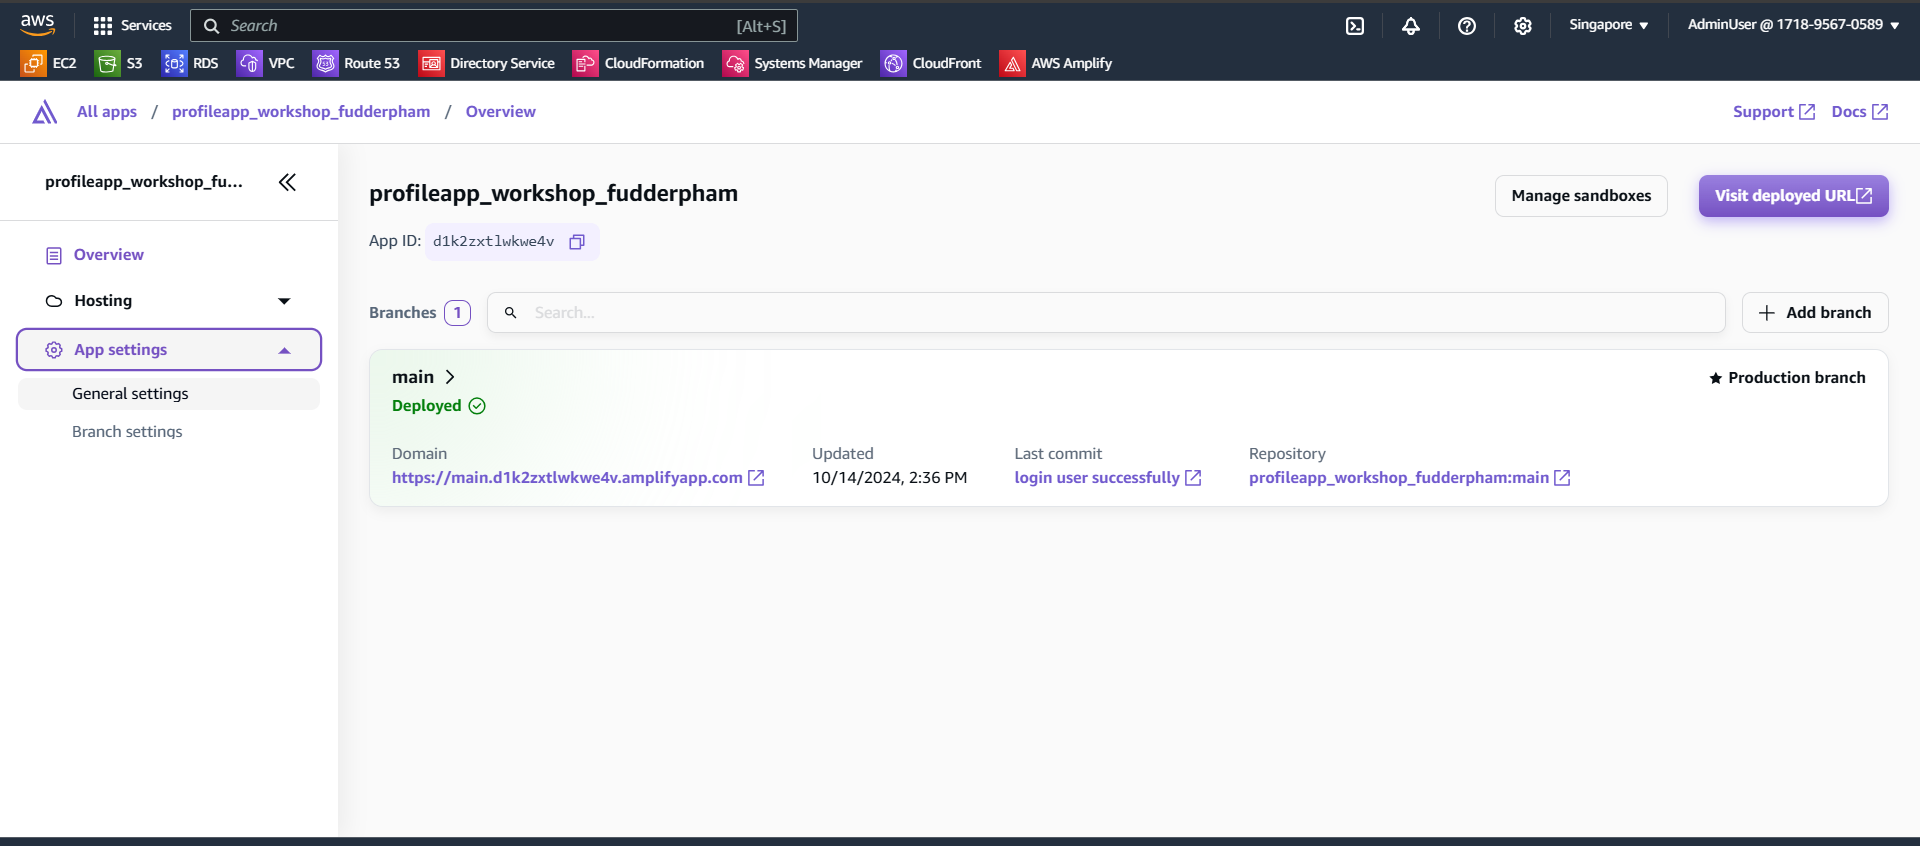 aws Services Search [Alt+S] Singapore AdminUser @ 1718-9567-0589
EC2 S3 RDS VPC Route 53 Directory Service CloudFormation Systems Manager CloudFront AWS Amplify
All apps / profileapp_workshop_fudderpham / Overview Support Docs
profileapp_workshop_fu...
Overview
Hosting
App settings
General settings
Branch settings
profileapp_workshop_fudderpham Manage sandboxes Visit deployed URL
App ID: d1k2zxtlwkwe4v
Branches 1 Search... Add branch
main Production branch
Deployed
Domain Updated Last commit Repository
https://main.d1k2zxtlwkwe4v.amplifyapp.com 10/14/2024, 2:36 PM login user successfully profileapp_workshop_fudderpham:main